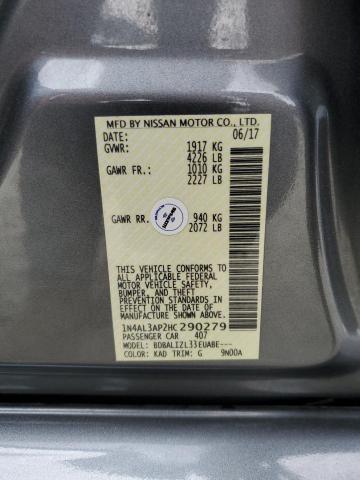 MFD BY NISSAN MOTOR CO., LTD.
DATE: 06/17
GVWR: 1917 KG
4226 LB
GAWR FR.: 1010 KG
2227 LB
GAWR RR. 940 KG
2072 LB
THIS VEHICLE CONFORMS TO
ALL APPLICABLE FEDERAL
MOTOR VEHICLE SAFETY,
BUMPER, AND THEFT
PREVENTION STANDARDS IN
EFFECT ON THE DATE OF
MANUFACTURE SHOWN ABOVE.
1N4AL3AP2HC290279
PASSENGER CAR 407
MODEL: BDBALIZL33EUABE---
COLOR: KAD TRIM: G 9N00A